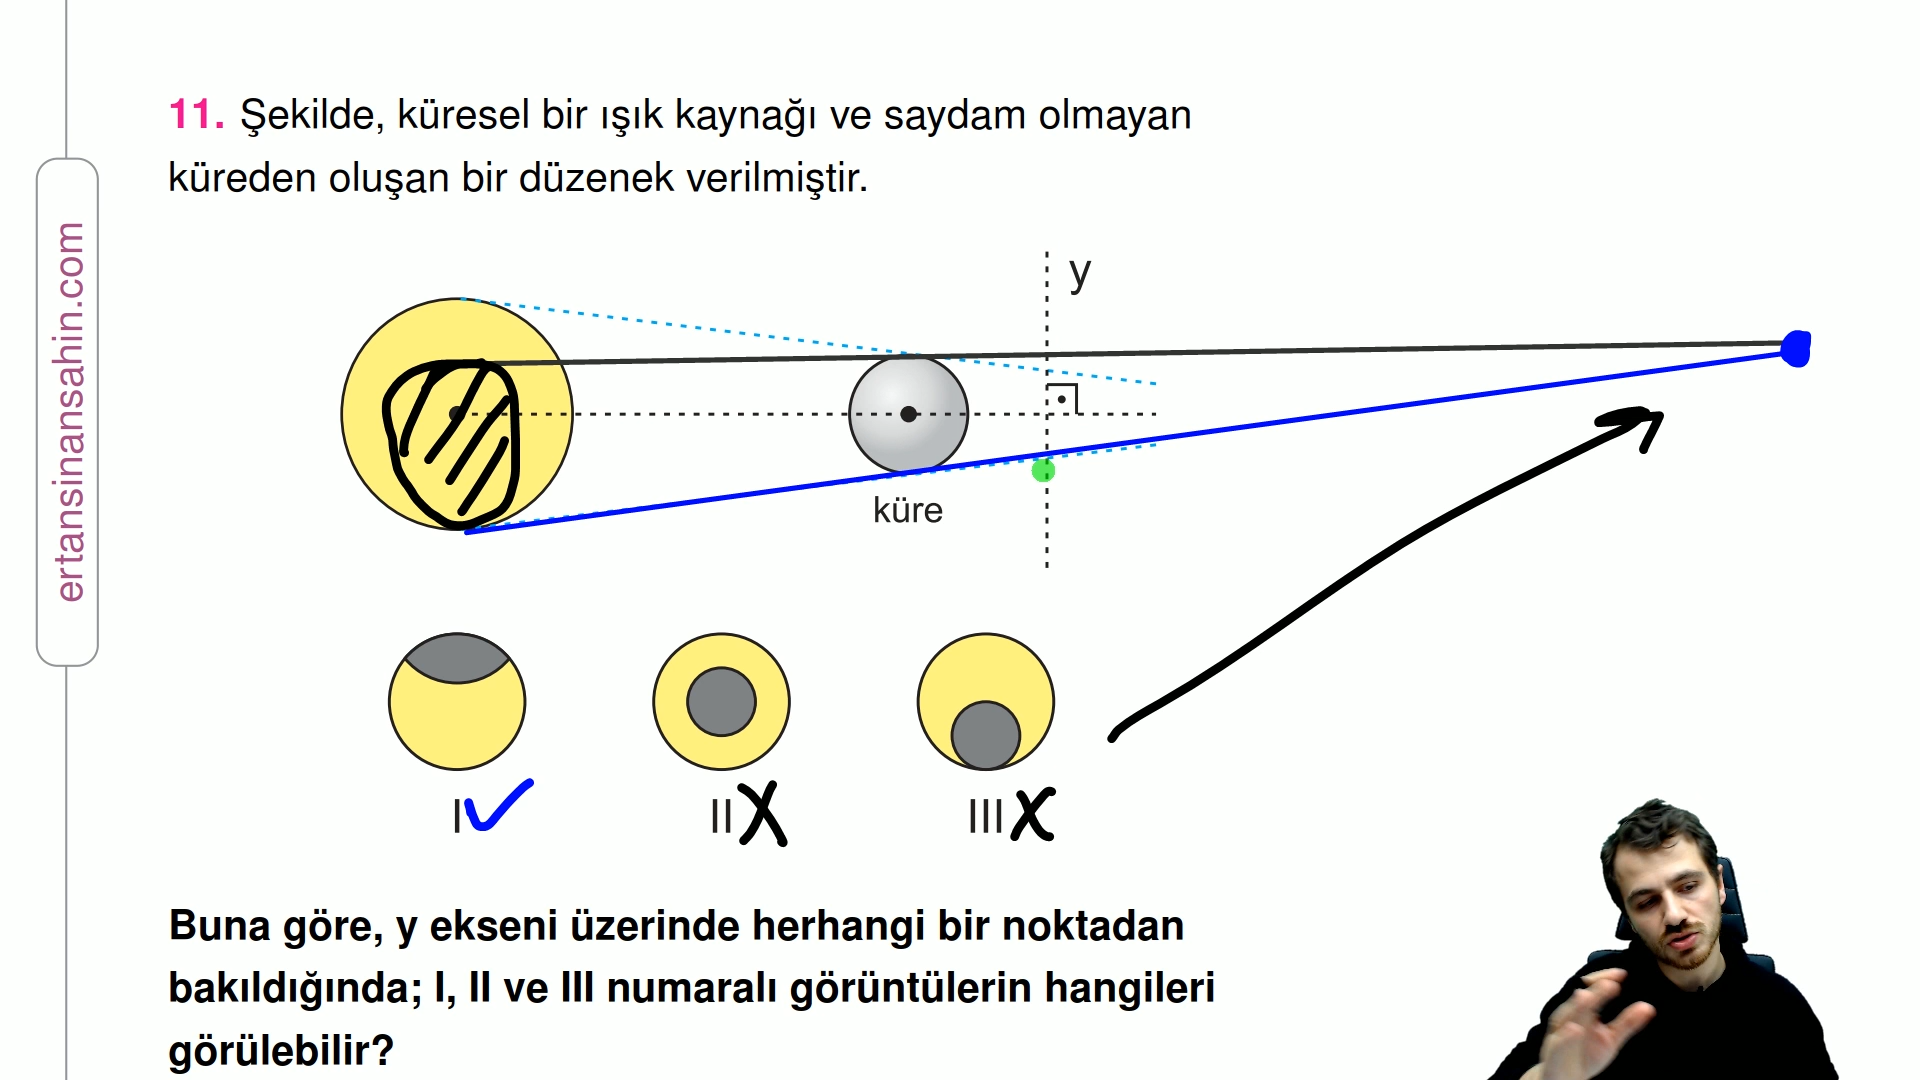 ertansinansahin.com
11. Şekilde, küresel bir ışık kaynağı ve saydam olmayan
küreden oluşan bir düzenek verilmiştir.
y
küre
I
II
III
Buna göre, y ekseni üzerinde herhangi bir noktadan
bakıldığında; I, II ve III numaralı görüntülerin hangileri
görülebilir?